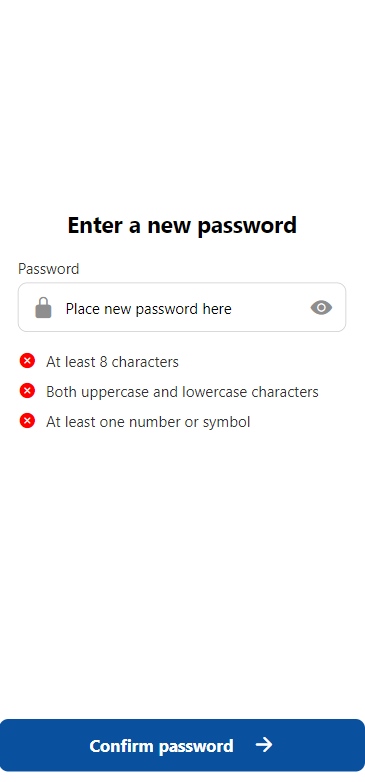 Enter a new password
Password
Place new password here
At least 8 characters
Both uppercase and lowercase characters
At least one number or symbol
Confirm password